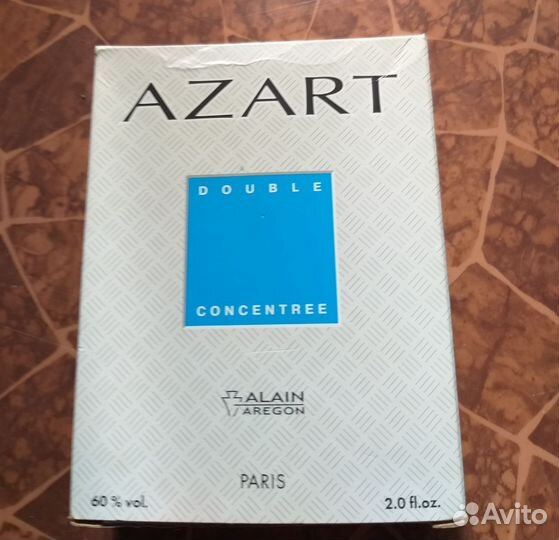 AZART
DOUBLE
CONCENTREE
ALAIN
AREGON
PARIS
60 % vol.
2.0 fl.oz.
Avito